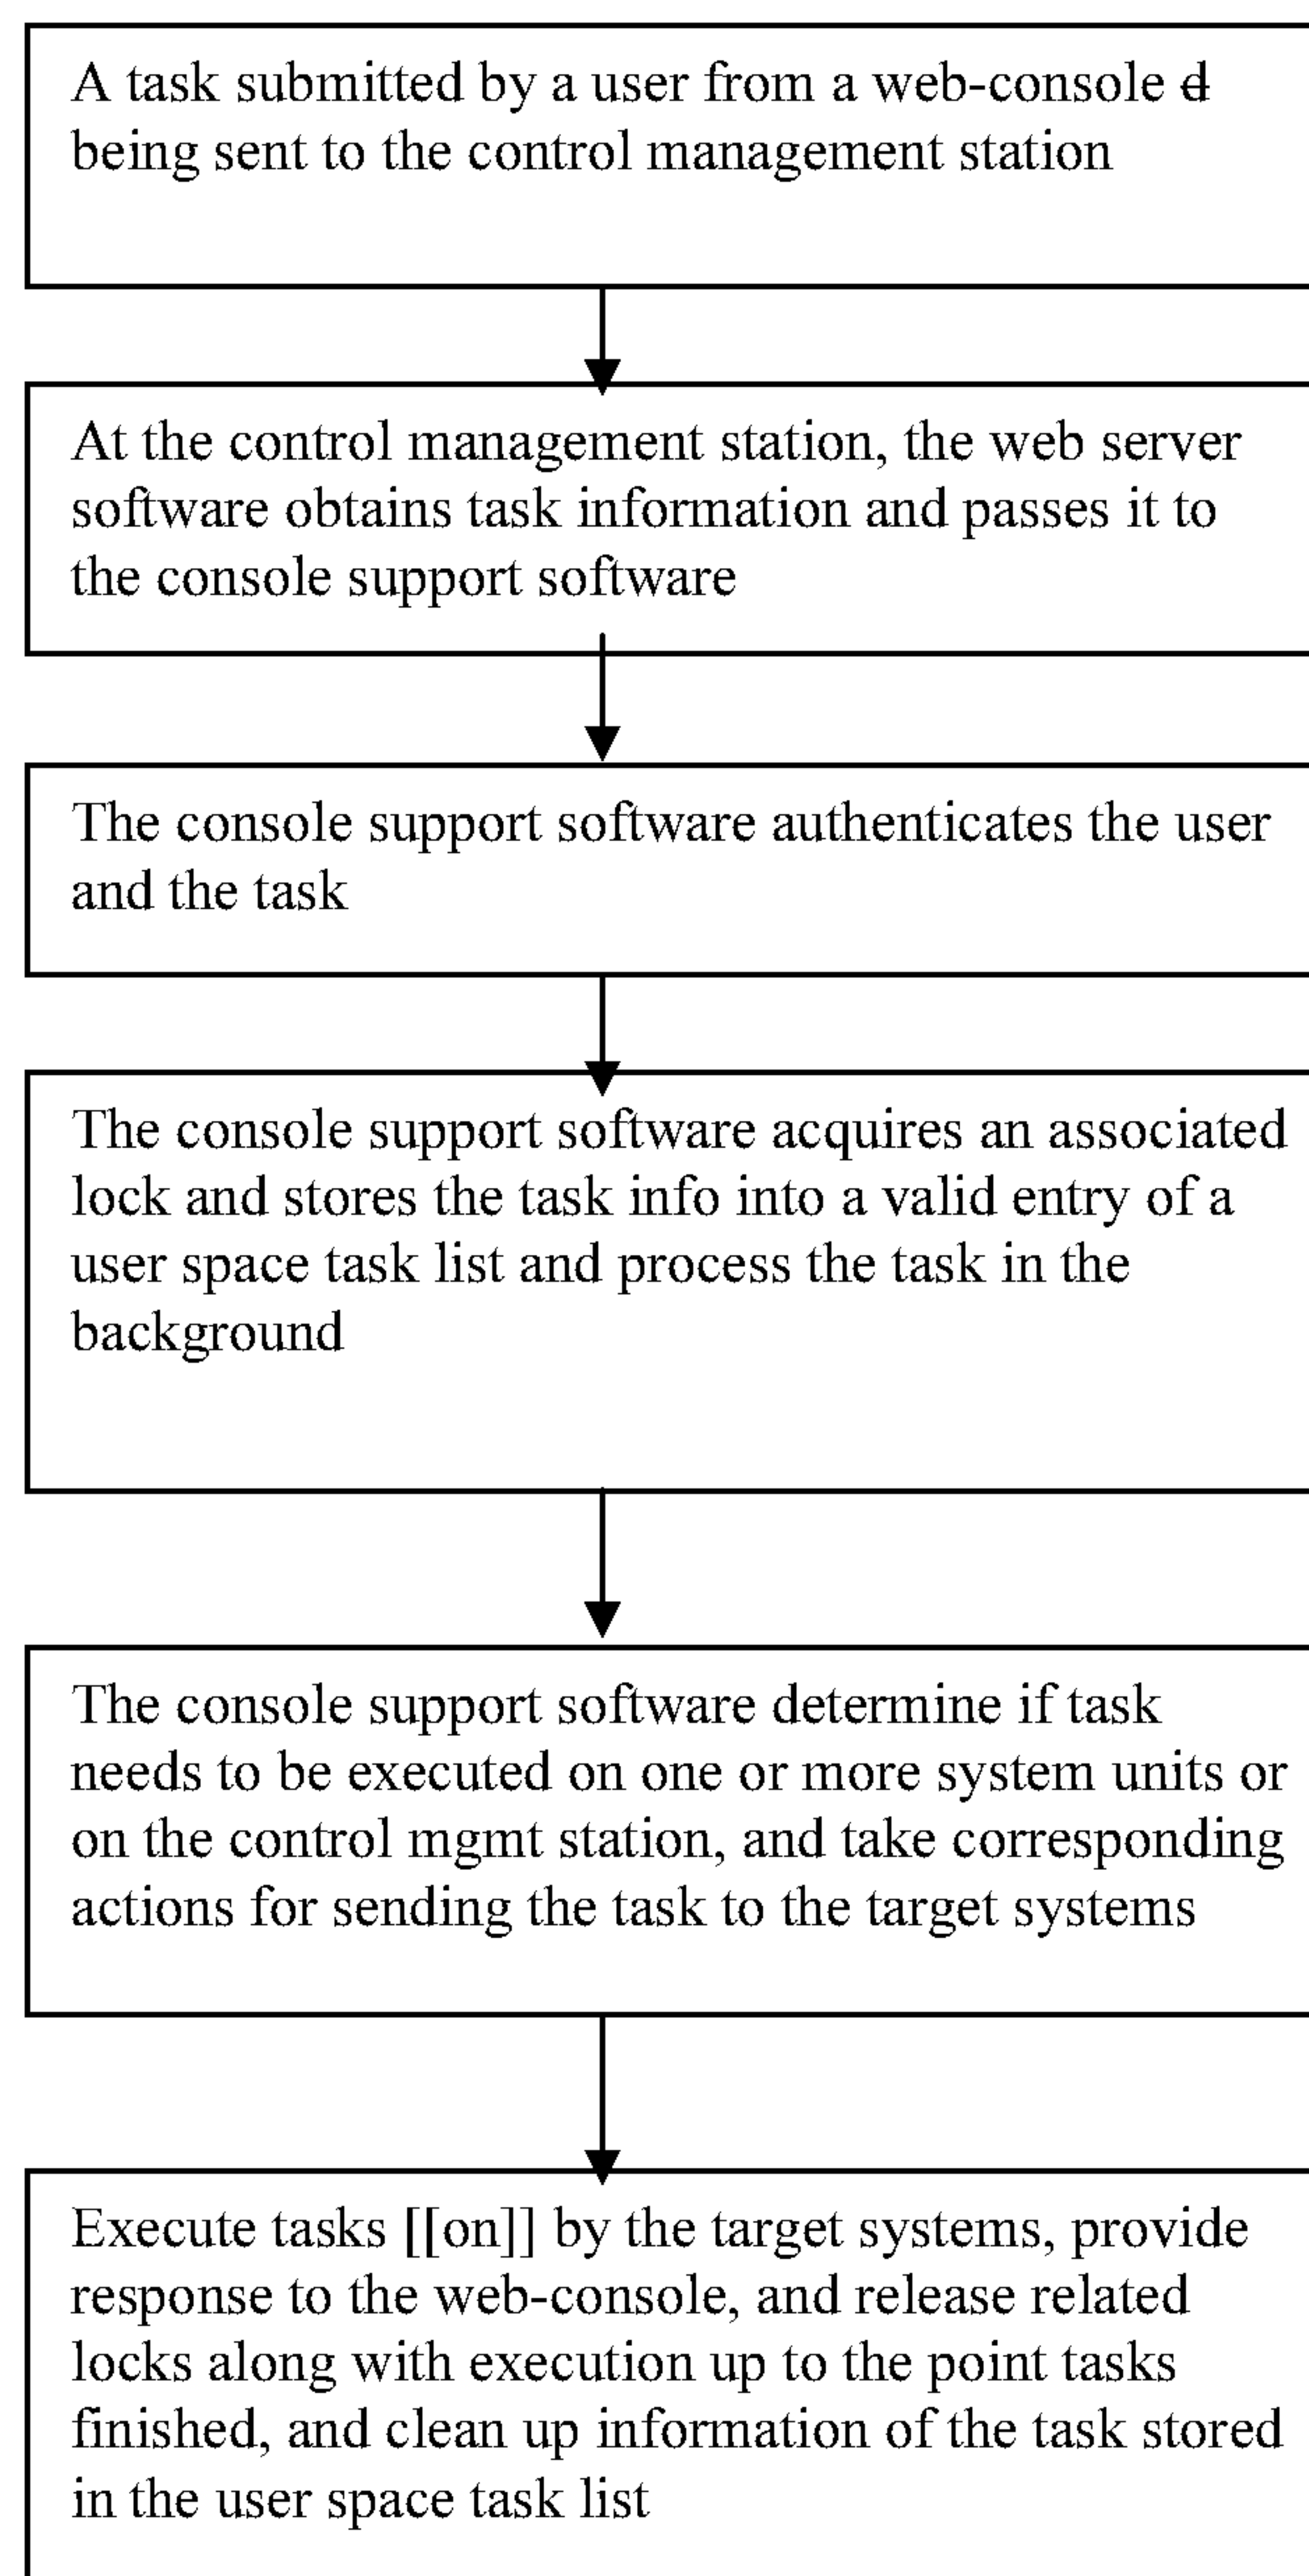 A task submitted by a user from a web-console d
being sent to the control management station
At the control management station, the web server
software obtains task information and passes it to
the console support software
The console support software authenticates the user
and the task
The console support software acquires an associated
lock and stores the task info into a valid entry of a
user space task list and process the task in the
background
The console support software determine if task
needs to be executed on one or more system units or
on the control mgmt station, and take corresponding
actions for sending the task to the target systems
Execute tasks [[on]] by the target systems, provide
response to the web-console, and release related
locks along with execution up to the point tasks
finished, and clean up information of the task stored
in the user space task list